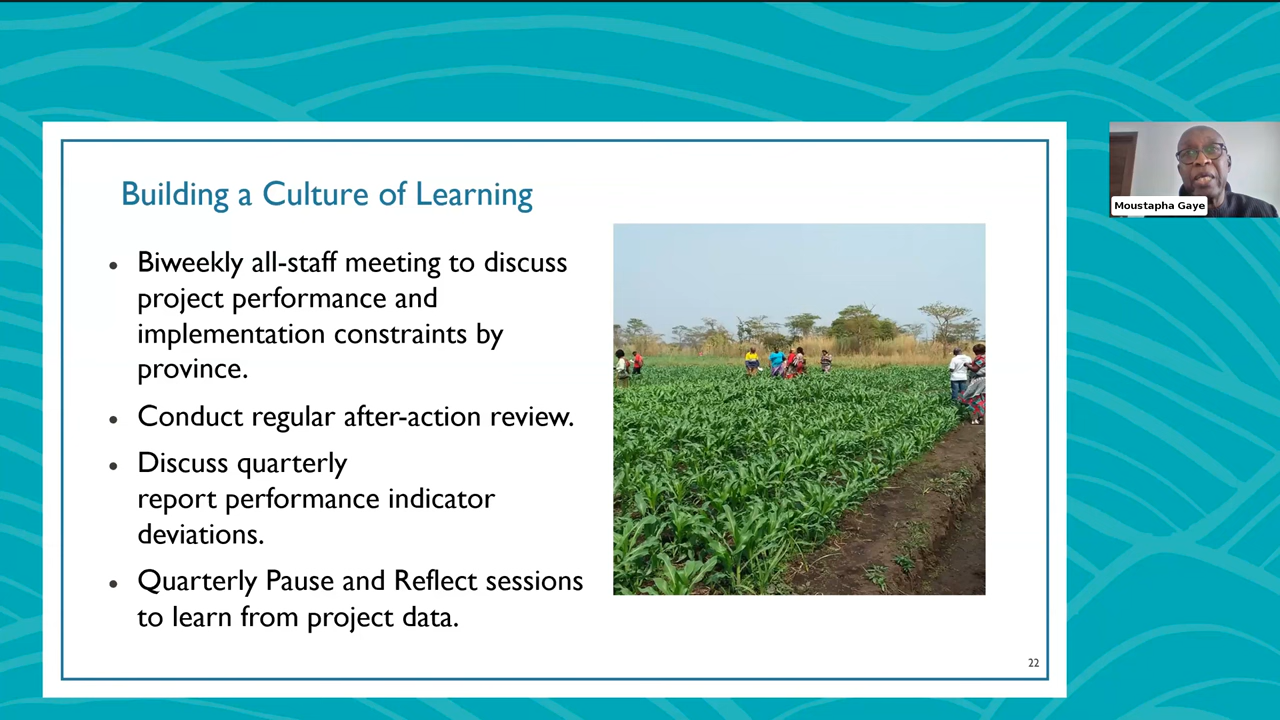 Building a Culture of Learning
• Biweekly all-staff meeting to discuss
project performance and
implementation constraints by
province.
• Conduct regular after-action review.
• Discuss quarterly
report performance indicator
deviations.
• Quarterly Pause and Reflect sessions
to learn from project data.
22
Moustapha Gaye